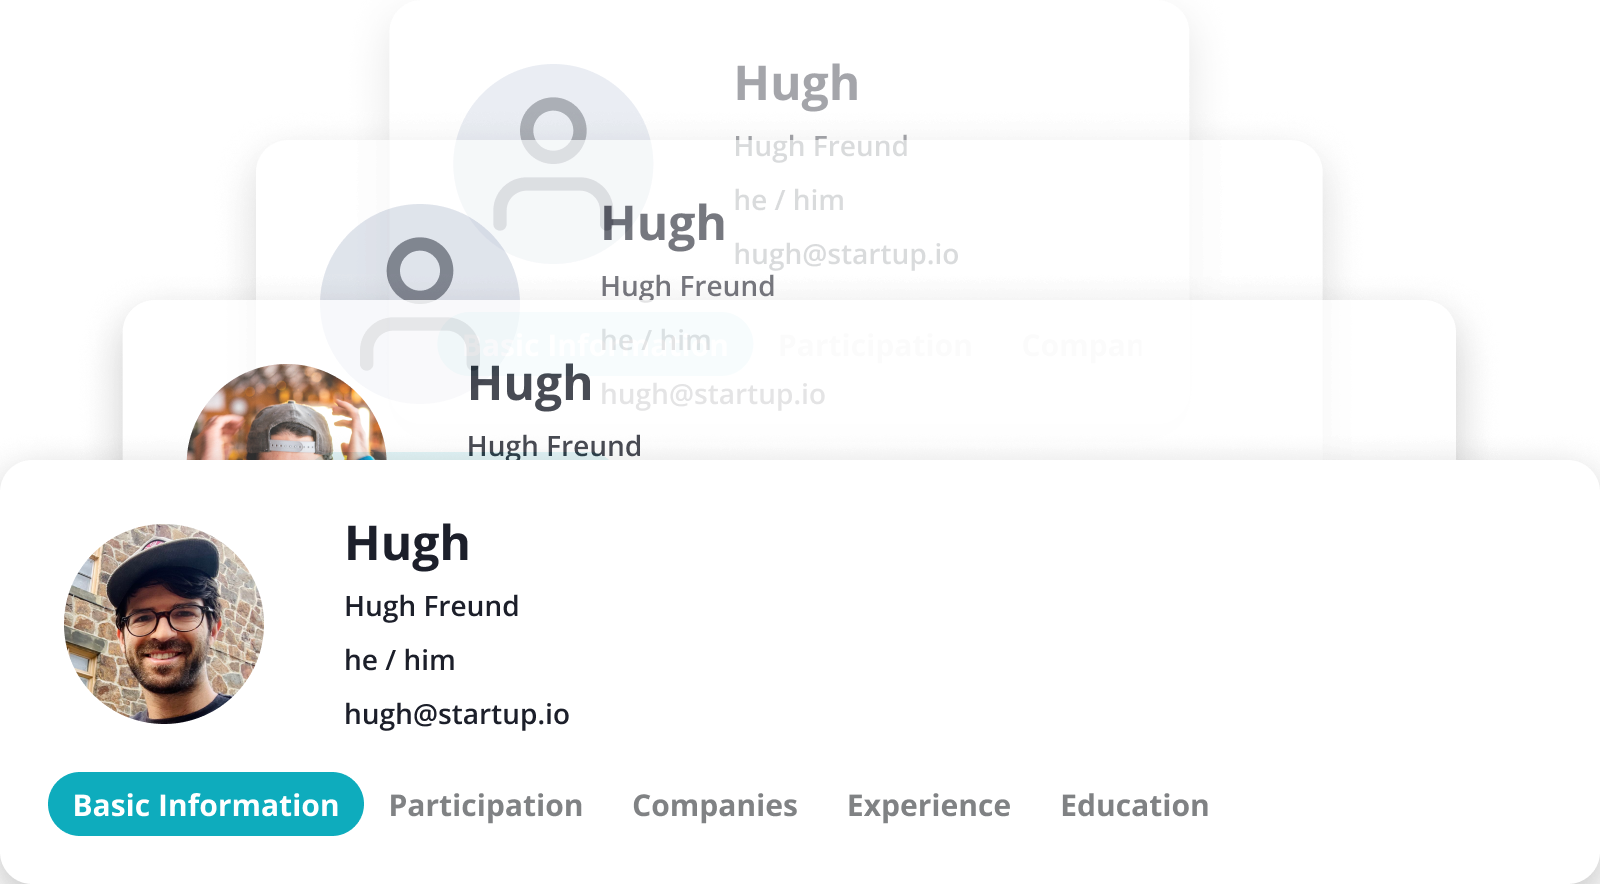 Hugh
Hugh Freund
he / him
hugh@startup.io
Hugh
Hugh Freund
he / him
hugh@startup.io
Basic Information Participation Compan
Hugh
Hugh Freund
Hugh
Hugh Freund
he / him
hugh@startup.io
Basic Information Participation Companies Experience Education